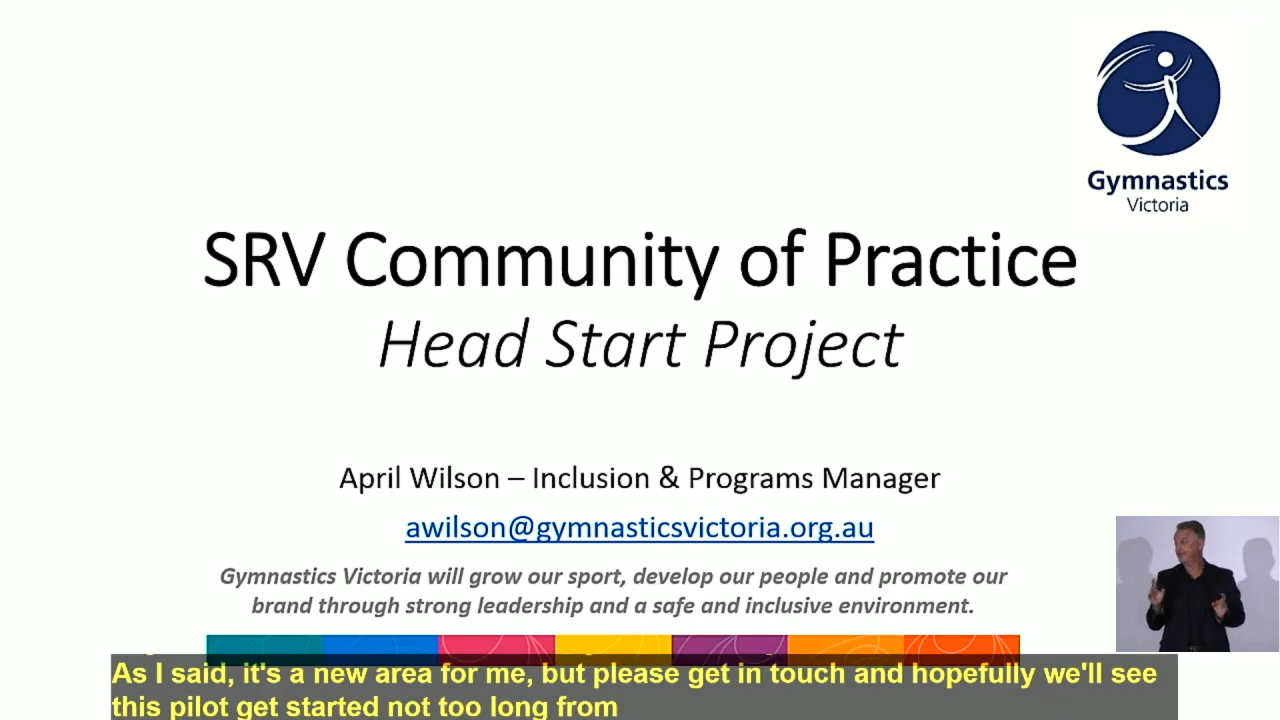 Gymnastics
Victoria
SRV Community of Practice
Head Start Project
April Wilson – Inclusion & Programs Manager
awilson@gymnasticsvictoria.org.au
Gymnastics Victoria will grow our sport, develop our people and promote our
brand through strong leadership and a safe and inclusive environment.
As I said, it's a new area for me, but please get in touch and hopefully we'll see
this pilot get started not too long from